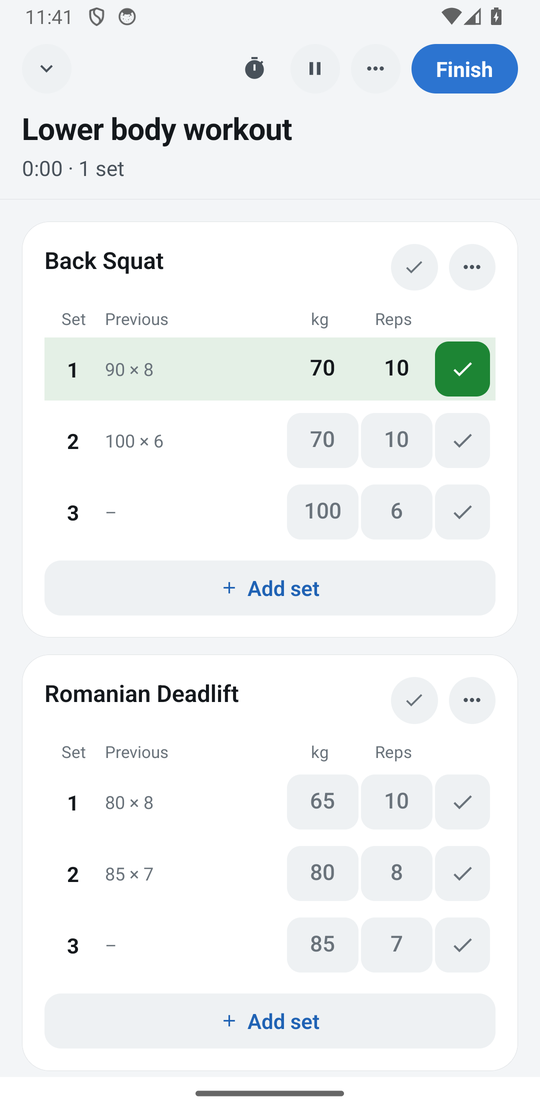 11:41
Finish
Lower body workout
0:00 · 1 set
Back Squat
Set Previous kg Reps
1 90 × 8 70 10
2 100 × 6 70 10
3 – 100 6
+ Add set
Romanian Deadlift
Set Previous kg Reps
1 80 × 8 65 10
2 85 × 7 80 8
3 – 85 7
+ Add set